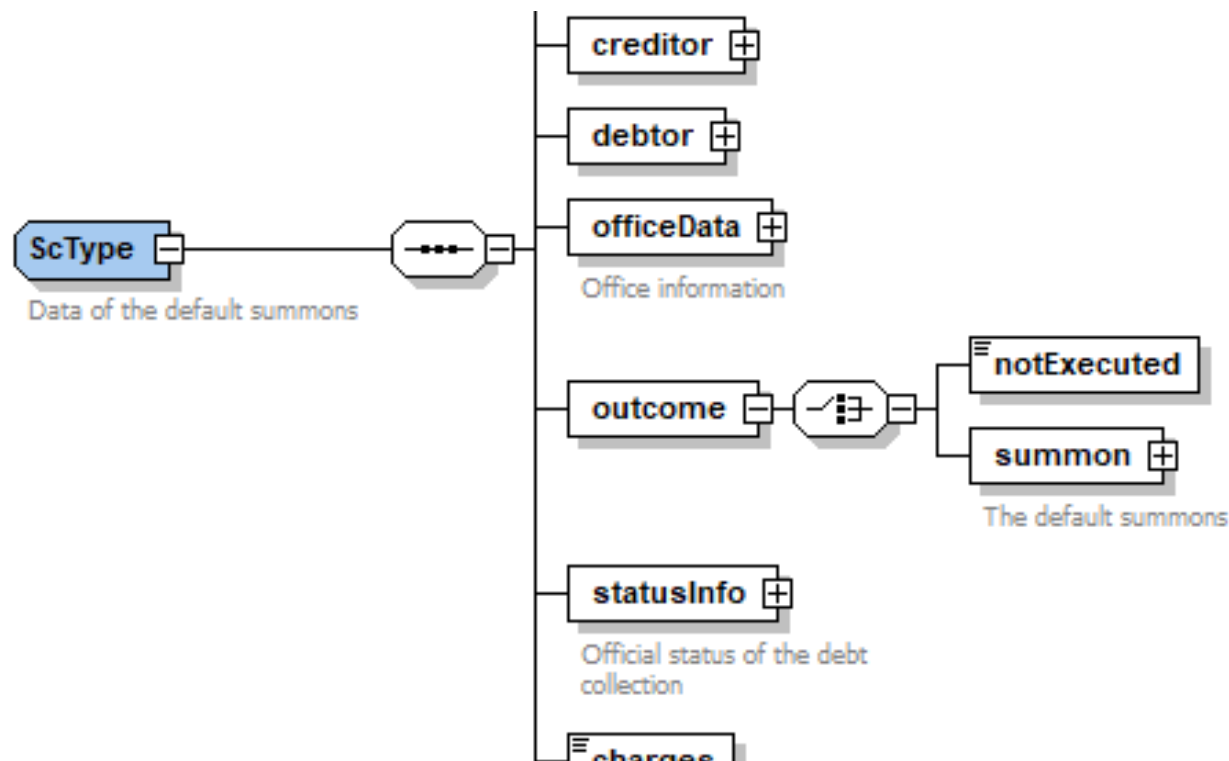 creditor
debtor
officeData
Office information
ScType
Data of the default summons
outcome
notExecuted
summon
The default summons
statusInfo
Official status of the debt
collection
charges